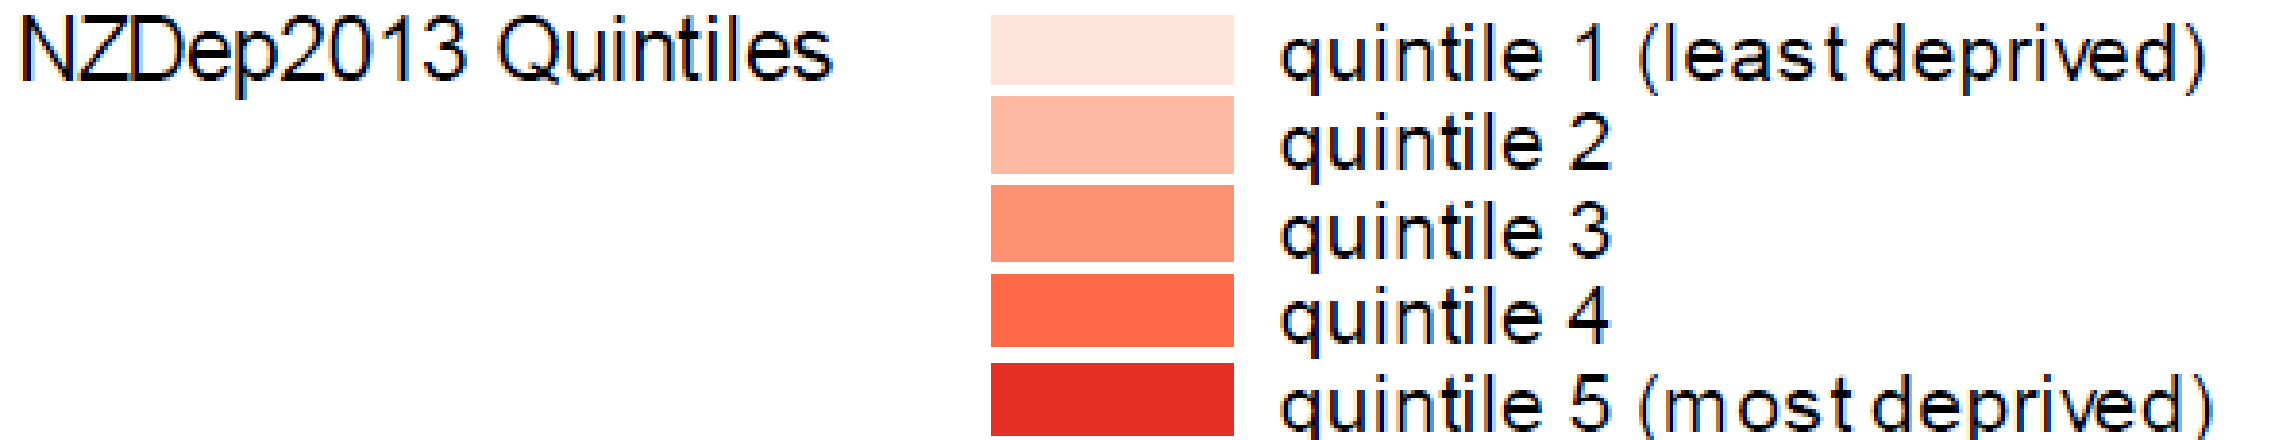 NZDep2013 Quintiles
quintile 1 (least deprived)
quintile 2
quintile 3
quintile 4
quintile 5 (most deprived)